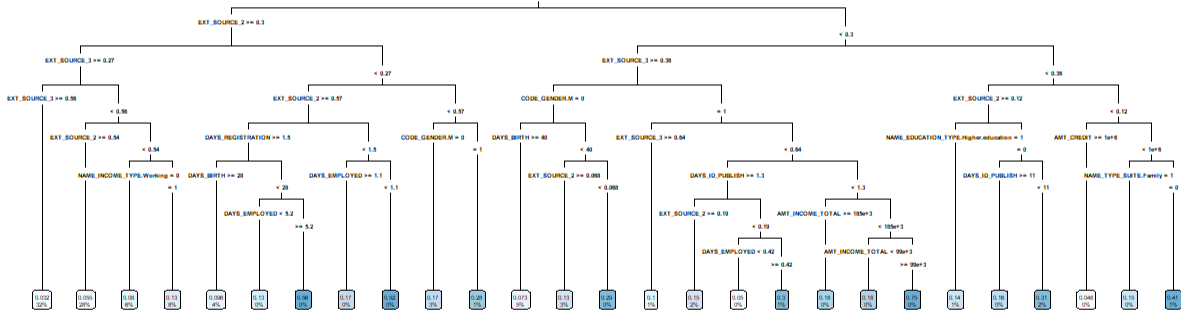 EXT_SOURCE_2 >= 0.3
< 0.3
EXT_SOURCE_3 >= 0.27
EXT_SOURCE_3 >= 0.36
< 0.27
< 0.36
EXT_SOURCE_3 >= 0.56
EXT_SOURCE_2 >= 0.57
CODE_GENDER.M = 0
EXT_SOURCE_2 >= 0.12
< 0.56
< 0.57
= 1
< 0.12
EXT_SOURCE_2 >= 0.54
DAYS_REGISTRATION >= 1.5
CODE_GENDER.M = 0
DAYS_BIRTH >= 40
EXT_SOURCE_3 >= 0.64
NAME_EDUCATION_TYPE.Higher.education = 1
AMT_CREDIT >= 1e+6
< 0.54
< 1.5
= 1
< 40
< 0.64
= 0
< 1e+6
NAME_INCOME_TYPE.Working = 0
DAYS_BIRTH >= 28
DAYS_EMPLOYED >= 1.1
EXT_SOURCE_2 >= 0.068
DAYS_ID_PUBLISH >= 1.3
DAYS_ID_PUBLISH >= 11
NAME_TYPE_SUITE.Family = 1
= 1
< 28
< 1.1
< 0.068
< 1.3
< 11
= 0
DAYS_EMPLOYED < 5.2
EXT_SOURCE_2 >= 0.19
AMT_INCOME_TOTAL >= 185e+3
>= 5.2
< 0.19
< 185e+3
DAYS_EMPLOYED < 0.42
AMT_INCOME_TOTAL < 99e+3
>= 0.42
>= 99e+3
0.032 0.055 0.08 0.13 0.096 0.13 0.56 0.17 0.52 0.17 0.28 0.073 0.13 0.29 0.1 0.15 0.05 0.3 0.18 0.18 0.75 0.14 0.16 0.31 0.048 0.15 0.41
32% 28% 6% 8% 4% 0% 0% 0% 0% 3% 1% 5% 3% 0% 1% 2% 0% 1% 1% 0% 0% 1% 0% 2% 0% 0% 1%